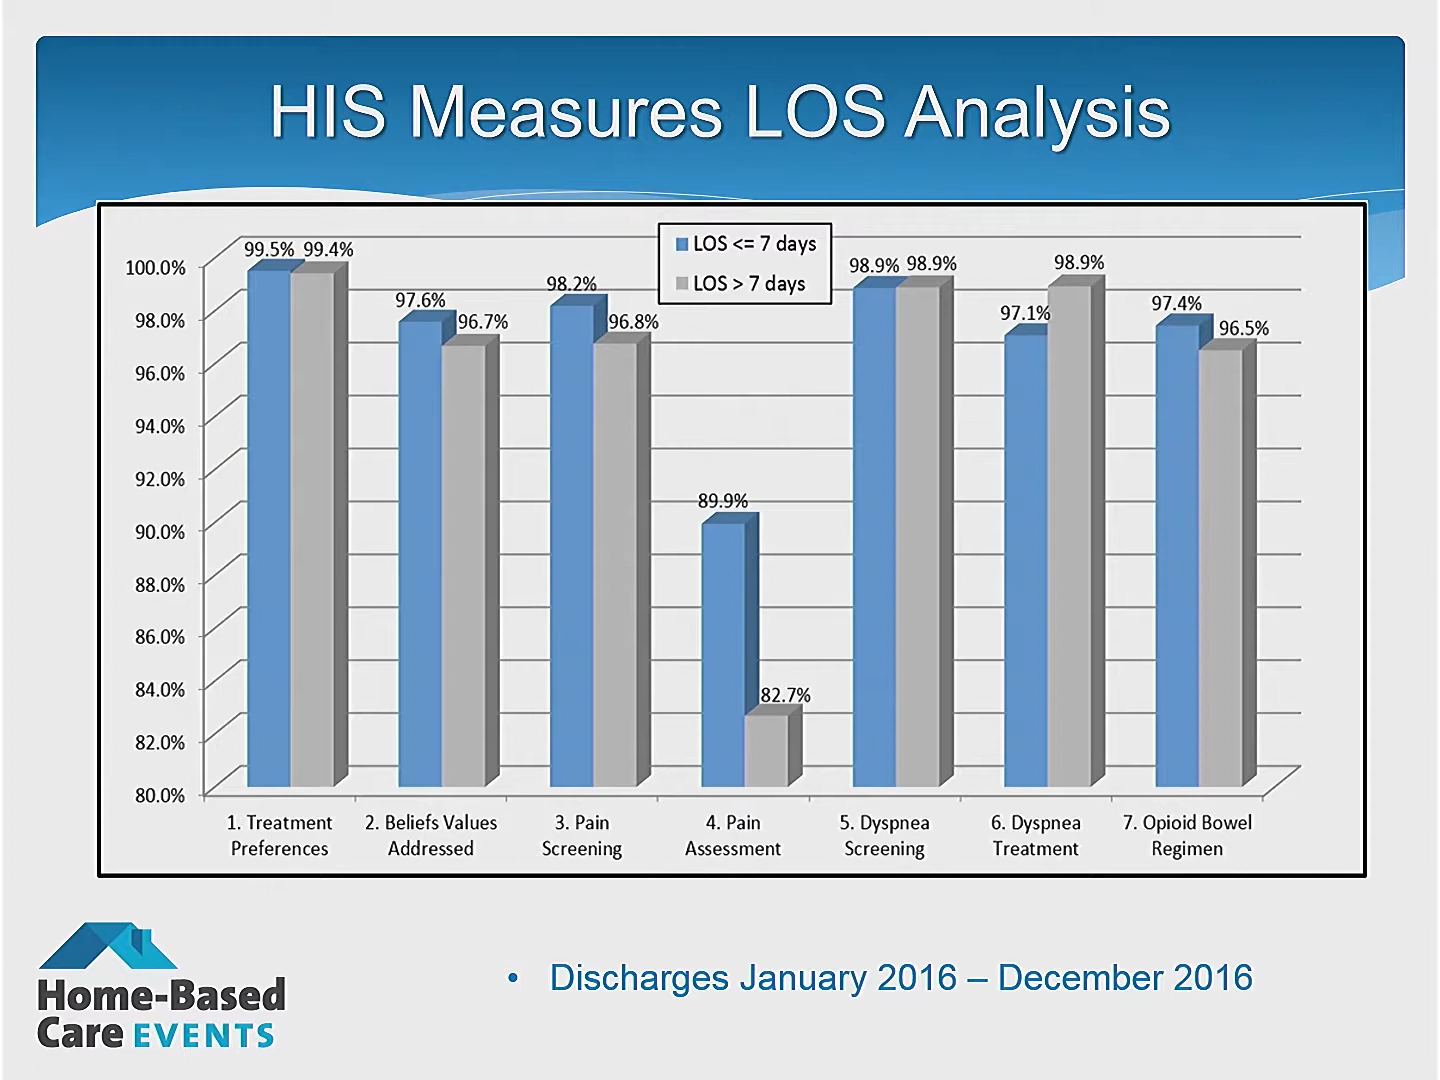 HIS Measures LOS Analysis
LOS <= 7 days
LOS > 7 days
99.5% 99.4%
97.6%
96.7%
98.2%
96.8%
89.9%
82.7%
98.9% 98.9%
97.1%
98.9%
97.4%
96.5%
100.0%
98.0%
96.0%
94.0%
92.0%
90.0%
88.0%
86.0%
84.0%
82.0%
80.0%
1. Treatment
Preferences
2. Beliefs Values
Addressed
3. Pain
Screening
4. Pain
Assessment
5. Dyspnea
Screening
6. Dyspnea
Treatment
7. Opioid Bowel
Regimen
Home-Based
Care EVENTS
• Discharges January 2016 – December 2016